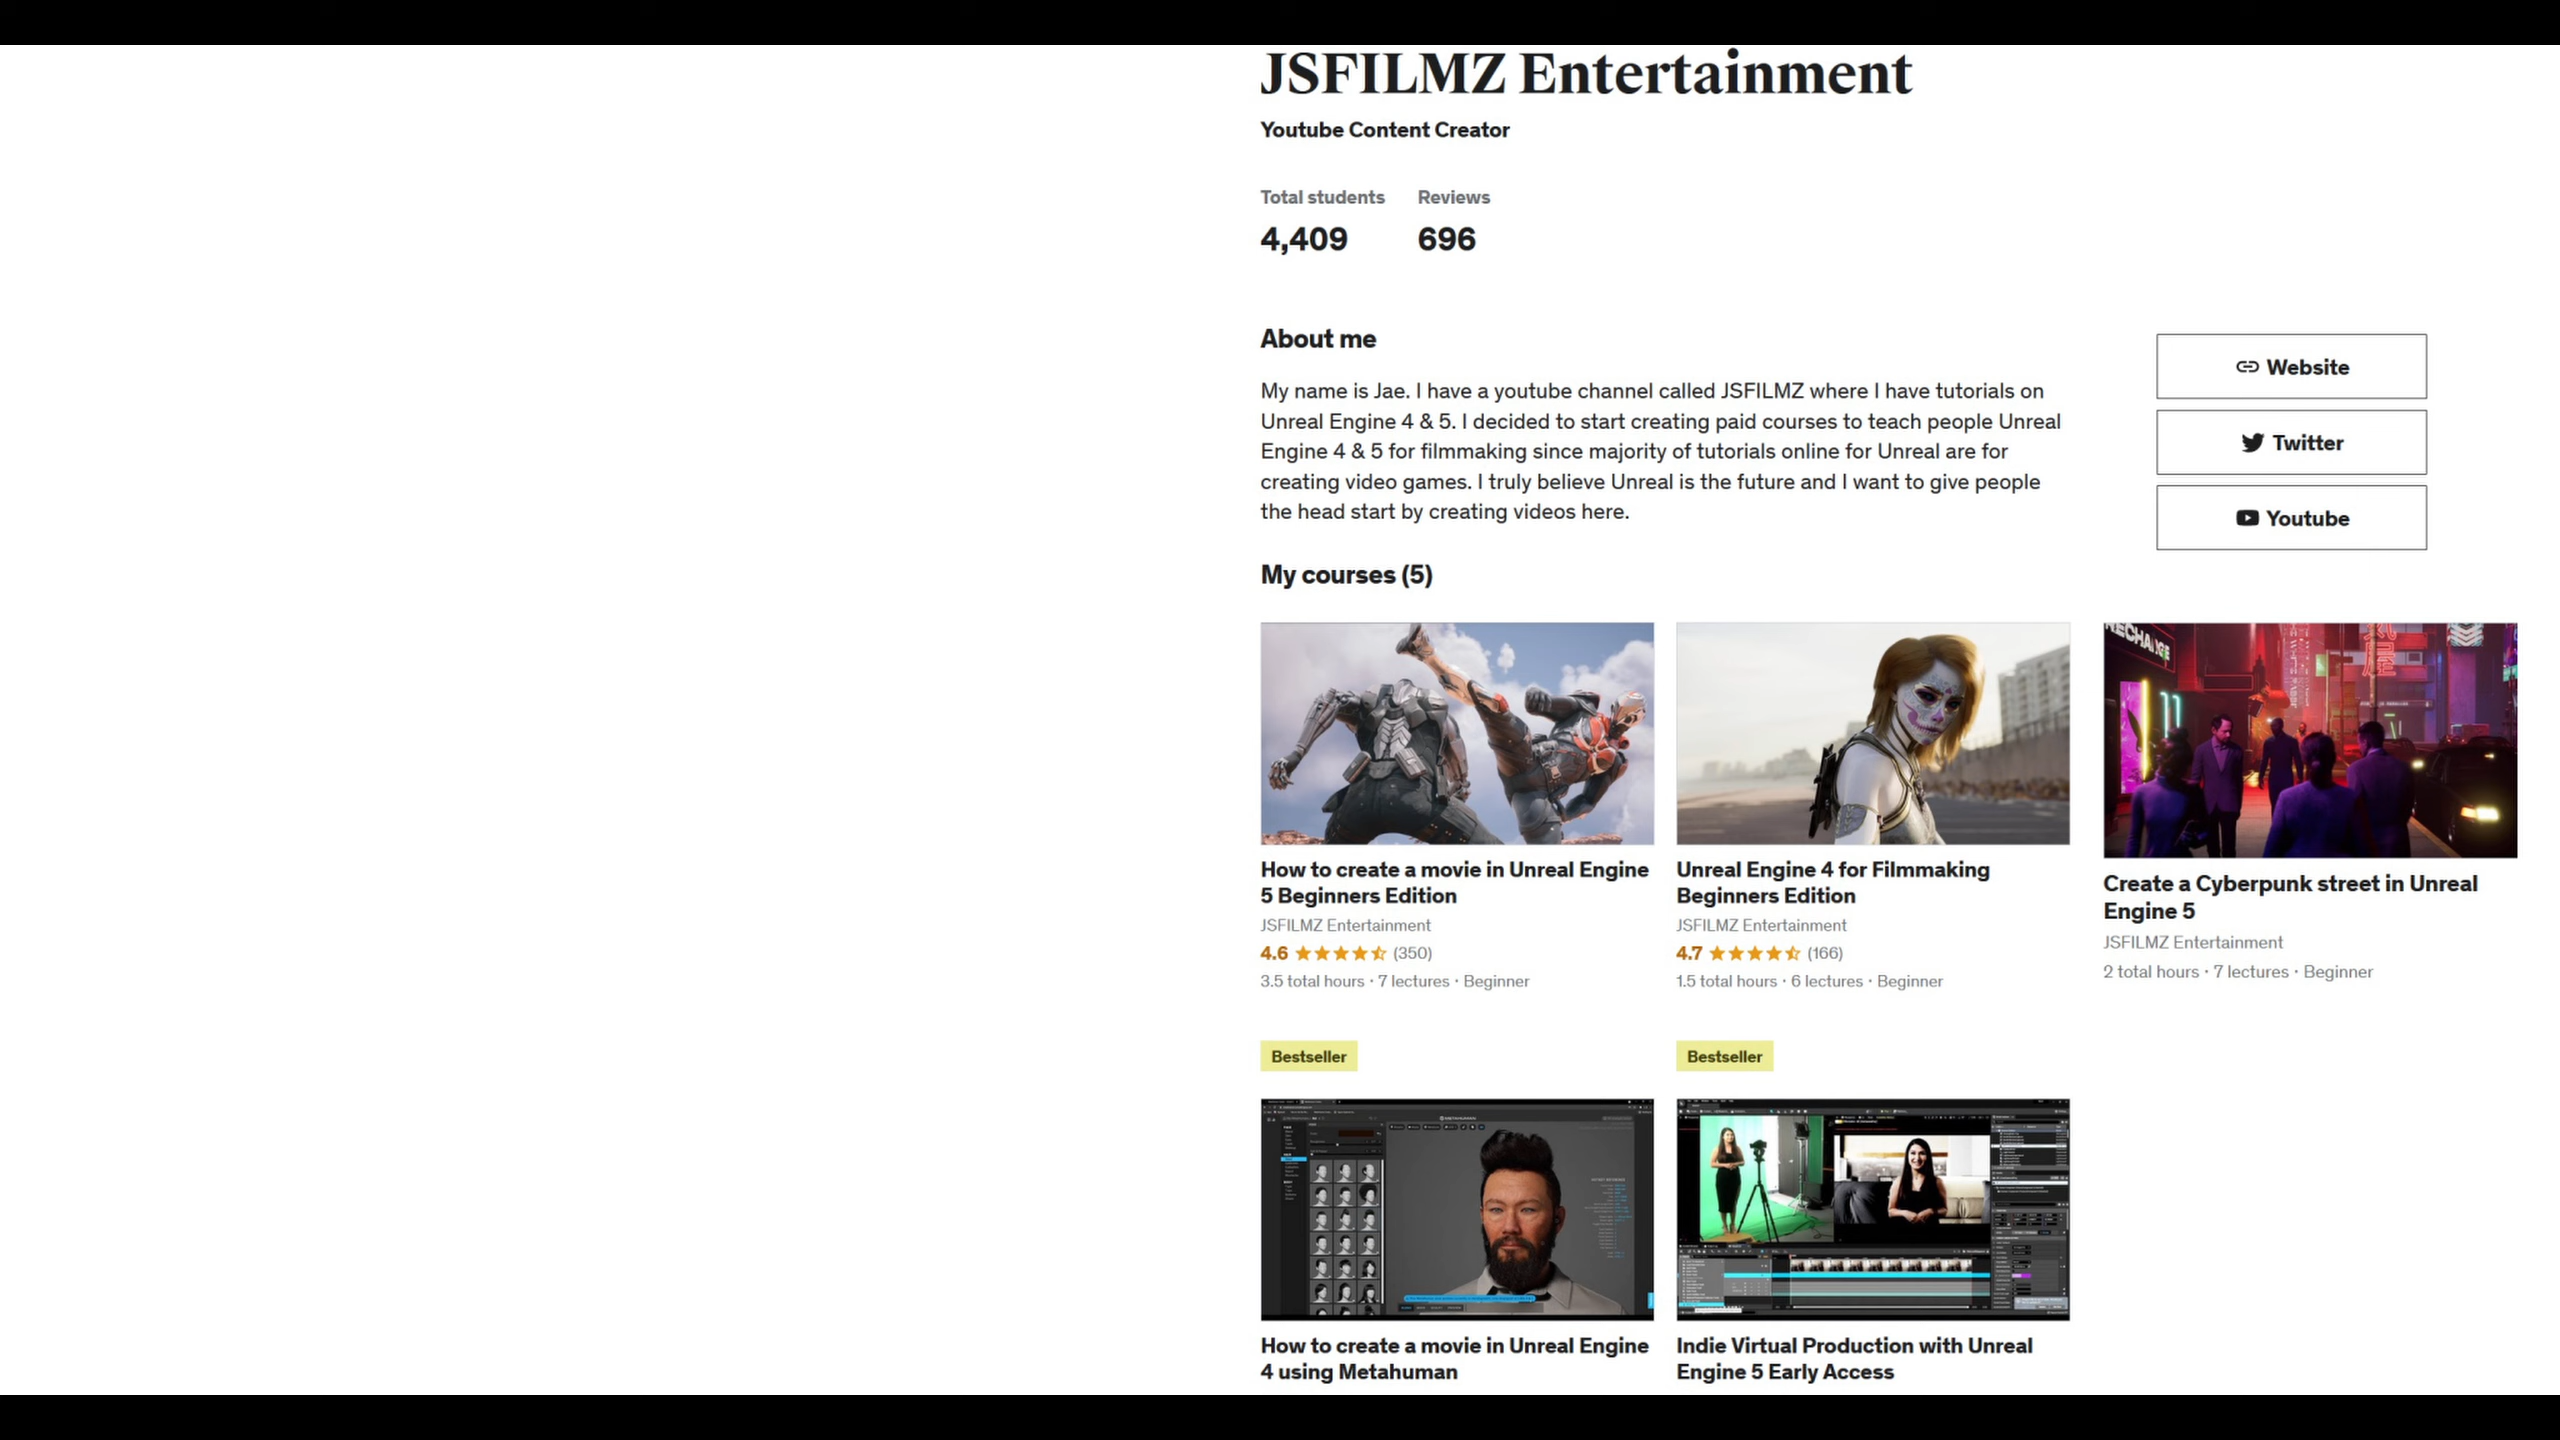 JSFILMZ Entertainment
Youtube Content Creator
Total students
Reviews
4,409
696
About me
My name is Jae. I have a youtube channel called JSFILMZ where I have tutorials on
Unreal Engine 4 & 5. I decided to start creating paid courses to teach people Unreal
Engine 4 & 5 for filmmaking since majority of tutorials online for Unreal are for
creating video games. I truly believe Unreal is the future and I want to give people
the head start by creating videos here.
Website
Twitter
Youtube
My courses (5)
How to create a movie in Unreal Engine
5 Beginners Edition
JSFILMZ Entertainment
4.6 (350)
3.5 total hours · 7 lectures · Beginner
Bestseller
Unreal Engine 4 for Filmmaking
Beginners Edition
JSFILMZ Entertainment
4.7 (166)
1.5 total hours · 6 lectures · Beginner
Bestseller
Create a Cyberpunk street in Unreal
Engine 5
JSFILMZ Entertainment
2 total hours · 7 lectures · Beginner
METAHUMAN
How to create a movie in Unreal Engine
4 using Metahuman
Indie Virtual Production with Unreal
Engine 5 Early Access